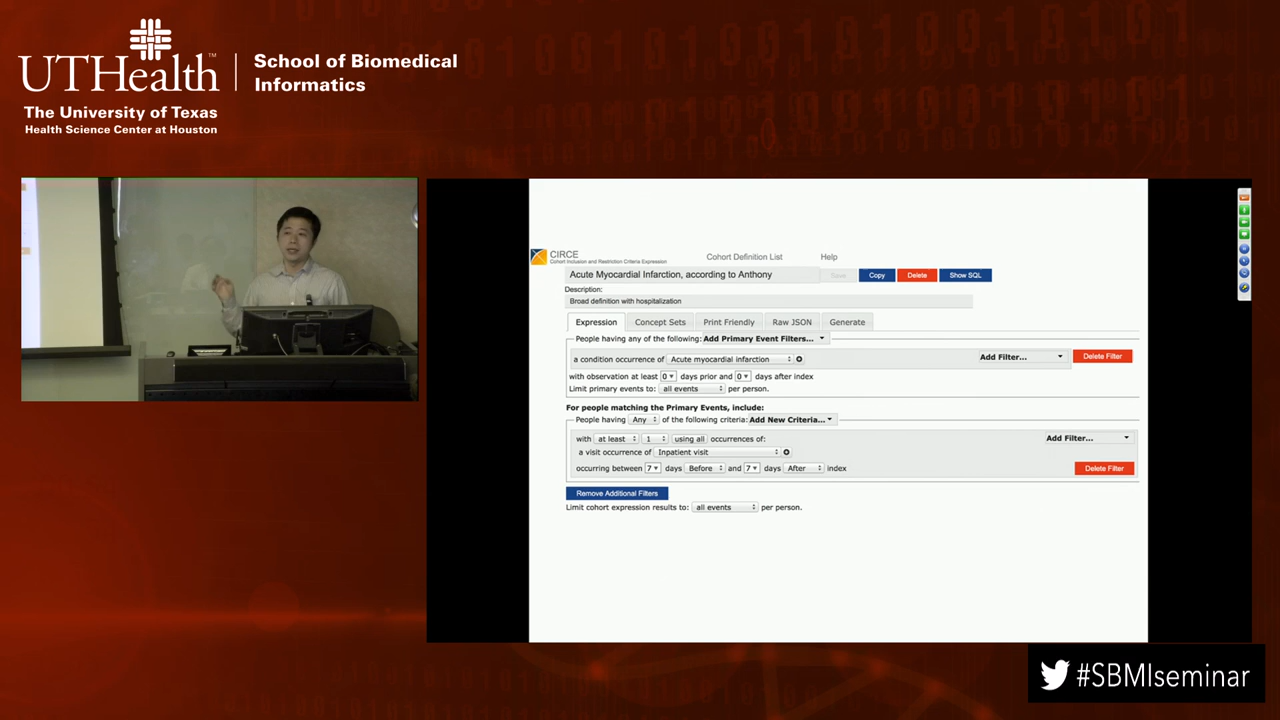 UTHealth™
The University of Texas
Health Science Center at Houston
School of Biomedical
Informatics
CIRCE
Cohort Inclusion and Restriction Criteria Expression
Cohort Definition List
Help
Acute Myocardial Infarction, according to Anthony
Save
Copy
Delete
Show SQL
Description:
Broad definition with hospitalization
Expression
Concept Sets
Print Friendly
Raw JSON
Generate
People having any of the following: Add Primary Event Filters...
a condition occurrence of Acute myocardial infarction
Add Filter...
Delete Filter
with observation at least 0 days prior and 0 days after index
Limit primary events to: all events per person.
For people matching the Primary Events, include:
People having Any of the following criteria: Add New Criteria...
with at least 1 using all occurrences of:
Add Filter...
a visit occurrence of Inpatient visit
occurring between 7 days Before and 7 days After index
Delete Filter
Remove Additional Filters
Limit cohort expression results to: all events per person.
#SBMIseminar